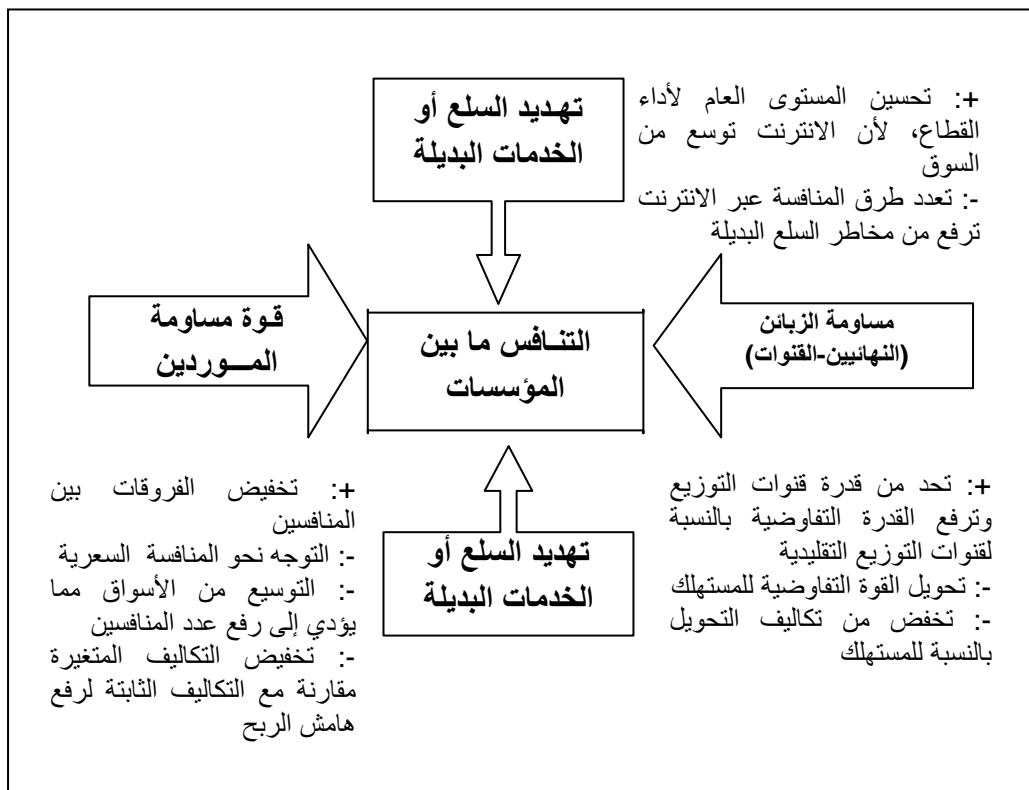 تهديد السلع أو
الخدمات البديلة
+: تحسين المستوى العام لأداء
القطاع، لأن الانترنت توسع من
السوق
-: تعدد طرق المنافسة عبر الانترنت
ترفع من مخاطر السلع البديلة
مساومة الزبائن
(النهائيين-القنوات)
التنـافس ما بين
المؤسسات
قـوة مساومة
المـــوردين
+: تحد من قدرة قنوات التوزيع
وترفع القدرة التفاوضية بالنسبة
لقنوات التوزيع التقليدية
-: تحويل القوة التفاوضية للمستهلك
-: تخفض من تكاليف التحويل
بالنسبة للمستهلك
تهديد السلع أو
الخدمات البديلة
+: تخفيض الفروقات بين
المنافسين
-: التوجه نحو المنافسة السعرية
-: التوسيع من الأسواق مما
يؤدي إلى رفع عدد المنافسين
-: تخفيض التكاليف المتغيرة
مقارنة مع التكاليف الثابتة لرفع
هامش الربح